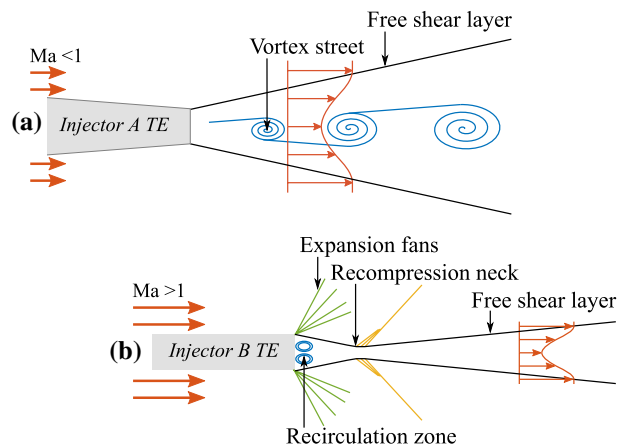 Free shear layer
Vortex street
Ma <1
(a)
Injector A TE
Expansion fans
Recompression neck
Ma >1
Free shear layer
(b)
Injector B TE
Recirculation zone